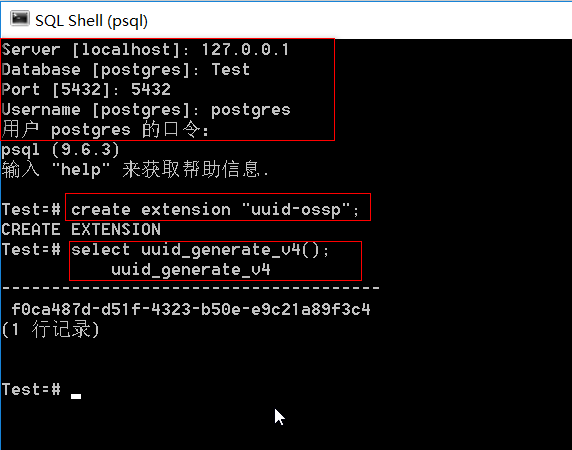 SQL Shell (psql)
Server [localhost]: 127.0.0.1
Database [postgres]: Test
Port [5432]: 5432
Username [postgres]: postgres
用户 postgres 的口令：
psql (9.6.3)
输入 "help" 来获取帮助信息.
Test=# create extension "uuid-ossp";
CREATE EXTENSION
Test=# select uuid_generate_v4();
uuid_generate_v4
--------------------------------------
f0ca487d-d51f-4323-b50e-e9c21a89f3c4
(1 行记录)
Test=#